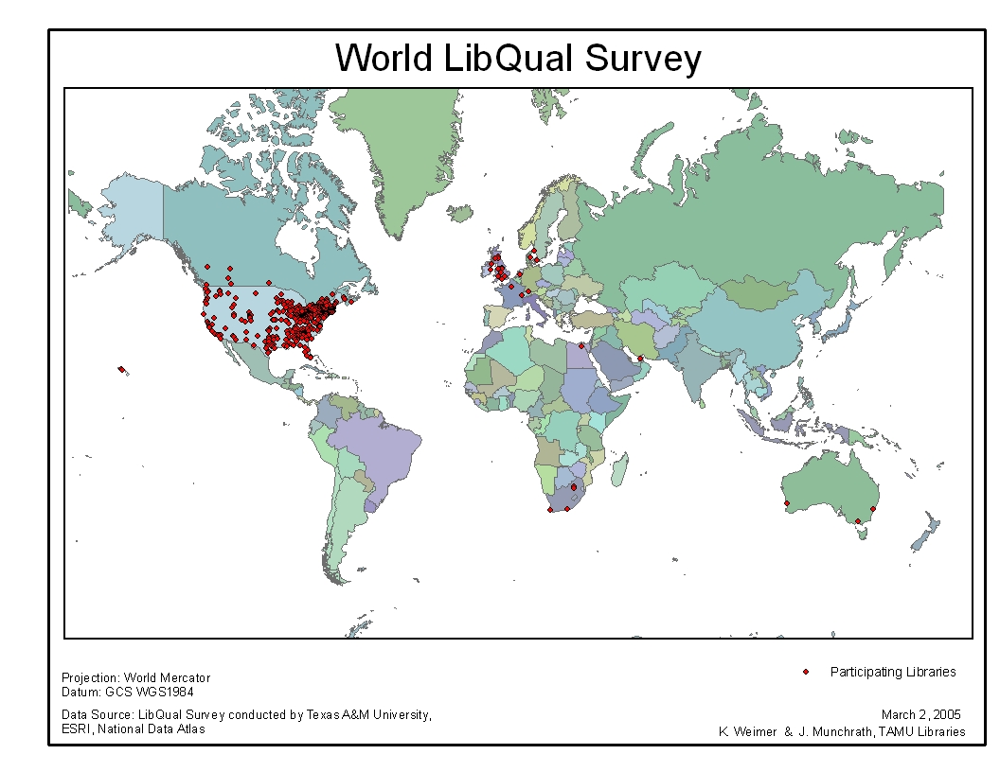 World LibQual Survey
Participating Libraries
Projection: World Mercator
Datum: GCS WGS1984
Data Source: LibQual Survey conducted by Texas A&M University,
ESRI, National Data Atlas
March 2, 2005
K. Weimer & J. Munchrath, TAMU Libraries